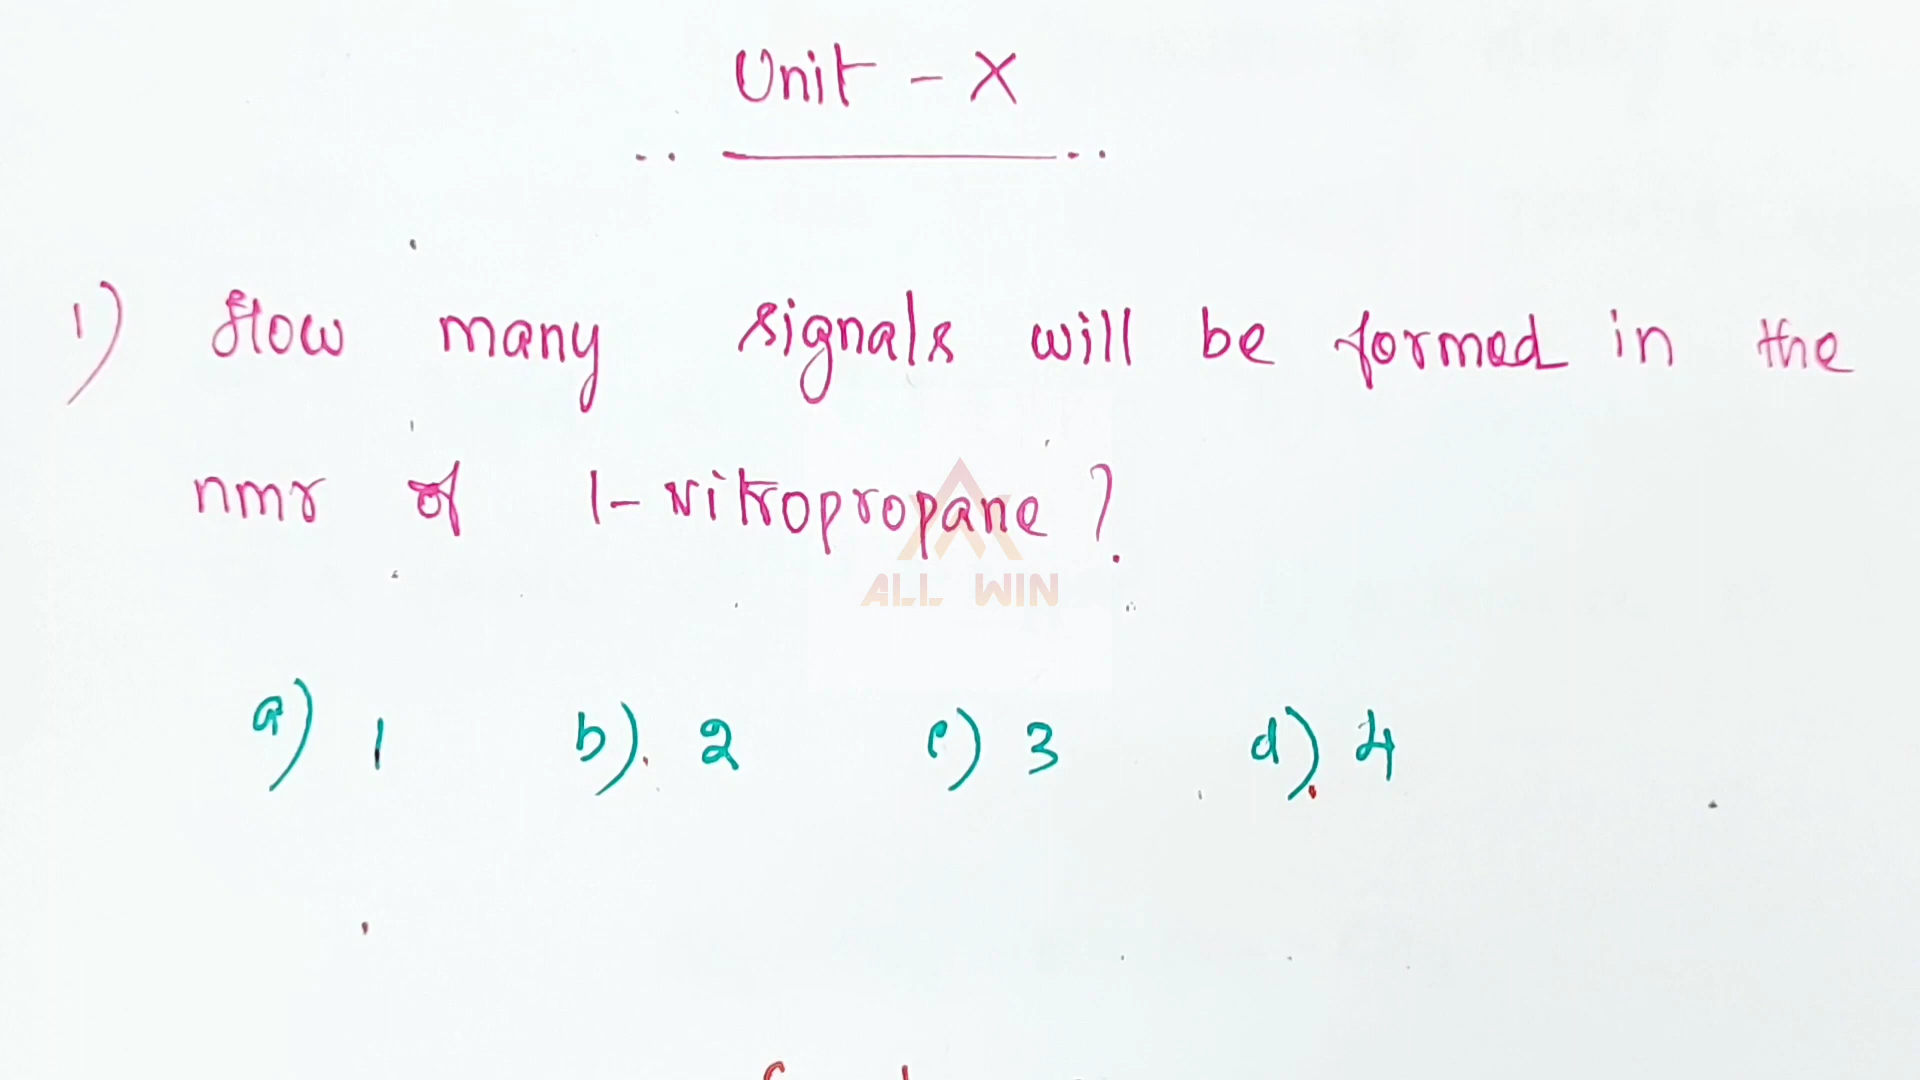 Unit - X
1) How many signals will be formed in the
nmr of 1-Nitropropane?
ALL WIN
a) 1 b). 2 c) 3 d). 4